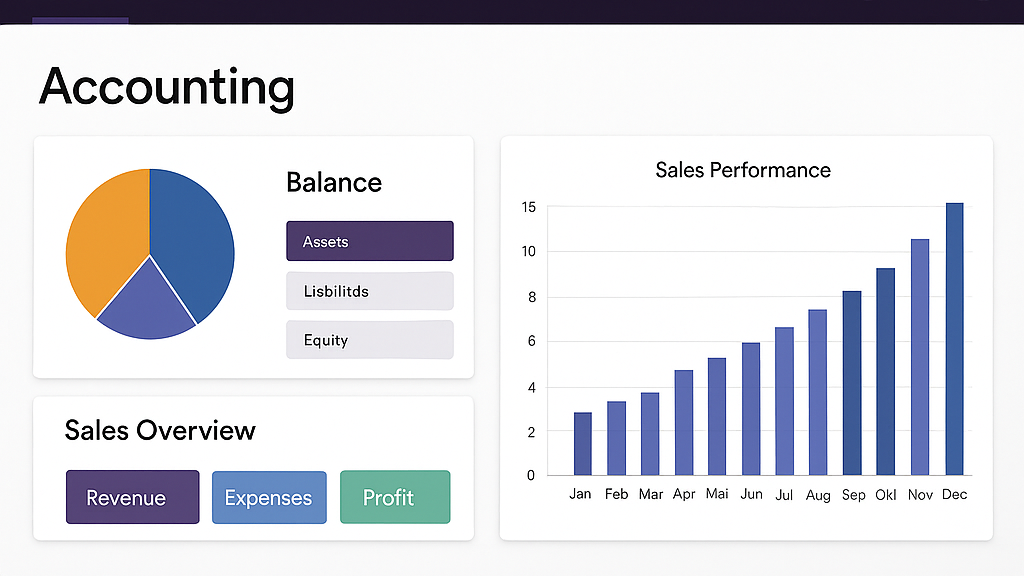 Accounting
Balance
Assets
Lisbilitds
Equity
Sales Overview
Revenue Expenses Profit
Sales Performance
15
10
8
6
4
2
0
Jan Feb Mar Apr Mai Jun Jul Aug Sep Okl Nov Dec